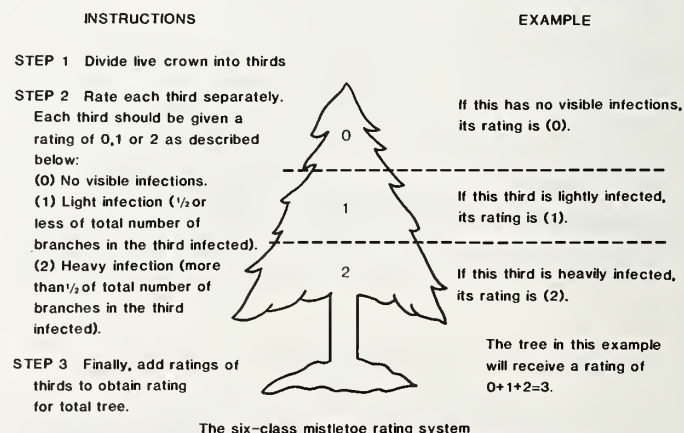 INSTRUCTIONS
STEP 1 Divide live crown into thirds
STEP 2 Rate each third separately.
Each third should be given a
rating of 0,1 or 2 as described
below:
(0) No visible infections.
(1) Light infection (1/2 or
less of total number of
branches in the third infected).
(2) Heavy infection (more
than 1/2 of total number of
branches in the third
infected).
STEP 3 Finally, add ratings of
thirds to obtain rating
for total tree.
0
1
2
EXAMPLE
If this has no visible infections,
its rating is (0).
If this third is lightly infected,
its rating is (1).
If this third is heavily infected,
its rating is (2).
The tree in this example
will receive a rating of
0+1+2=3.
The six-class mistletoe rating system